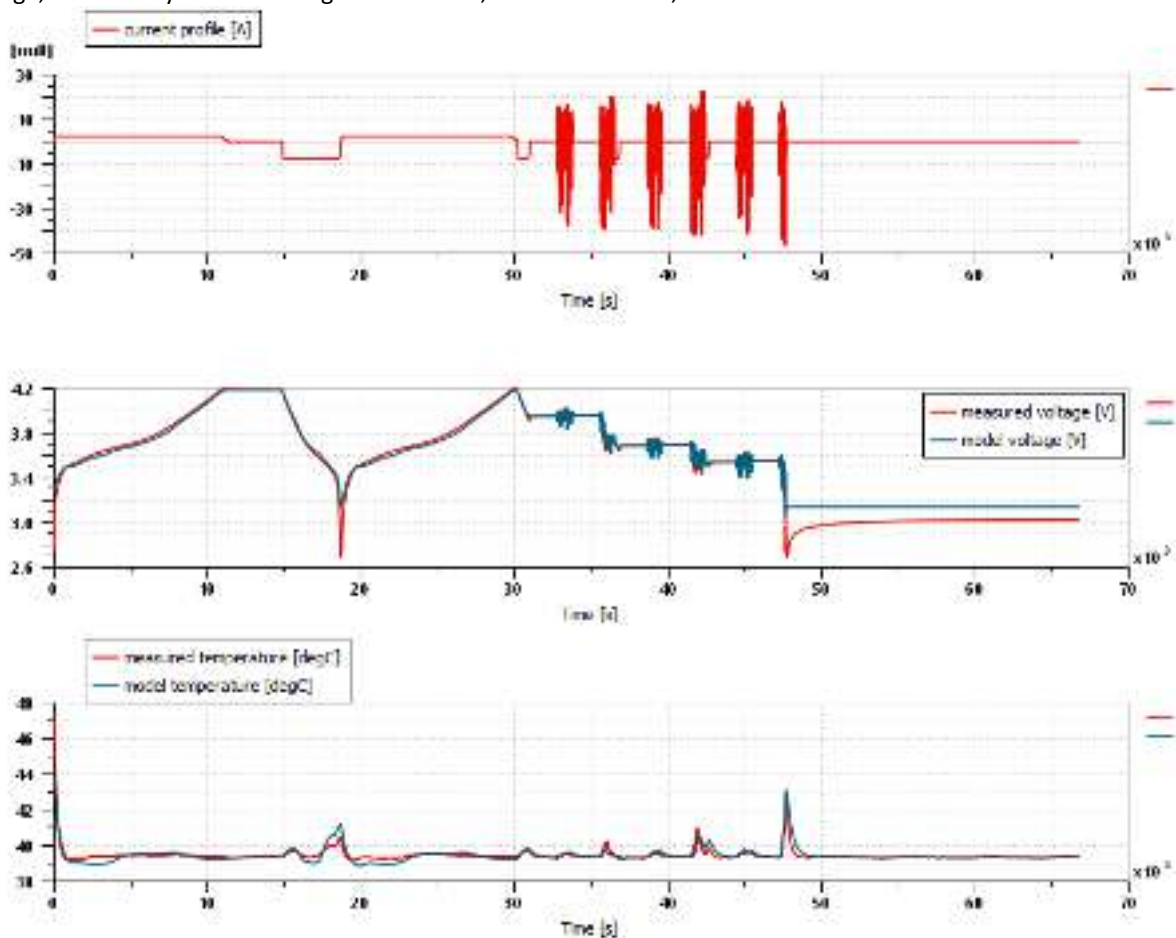 current profile [A]
[null]
30
10
-10
-30
-50
0 10 20 30 40 50 60 70
Time [s]
4.2
3.8
3.4
3.0
2.6
measured voltage [V]
model voltage [V]
0 10 20 30 40 50 60 70
Time [s]
measured temperature [degC]
model temperature [degC]
48
46
44
42
40
38
0 10 20 30 40 50 60 70
Time [s]